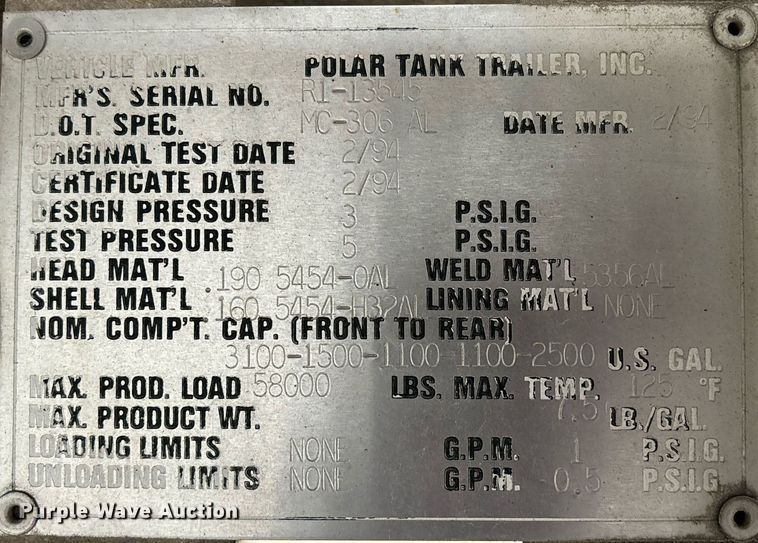 VEHICLE MFR. POLAR TANK TRAILER, INC.
MFR'S. SERIAL NO. R1-13545
D.O.T. SPEC. MC-306 AL DATE MFR. 2/94
ORIGINAL TEST DATE 2/94
CERTIFICATE DATE 2/94
DESIGN PRESSURE 3 P.S.I.G.
TEST PRESSURE 5 P.S.I.G.
HEAD MAT'L 190 5454-0AL WELD MAT'L 5356AL
SHELL MAT'L 160 5454-H32AL LINING MAT'L NONE
NOM. COMP'T. CAP. (FRONT TO REAR)
3100-1500-1100-1100-2500 U.S. GAL.
MAX. PROD. LOAD 58000 LBS. MAX. TEMP. 125 °F
MAX. PRODUCT WT. 7.5 LB./GAL.
LOADING LIMITS NONE G.P.M. 1 P.S.I.G.
UNLOADING LIMITS NONE G.P.M. 0.5 P.S.I.G
Purple Wave Auction